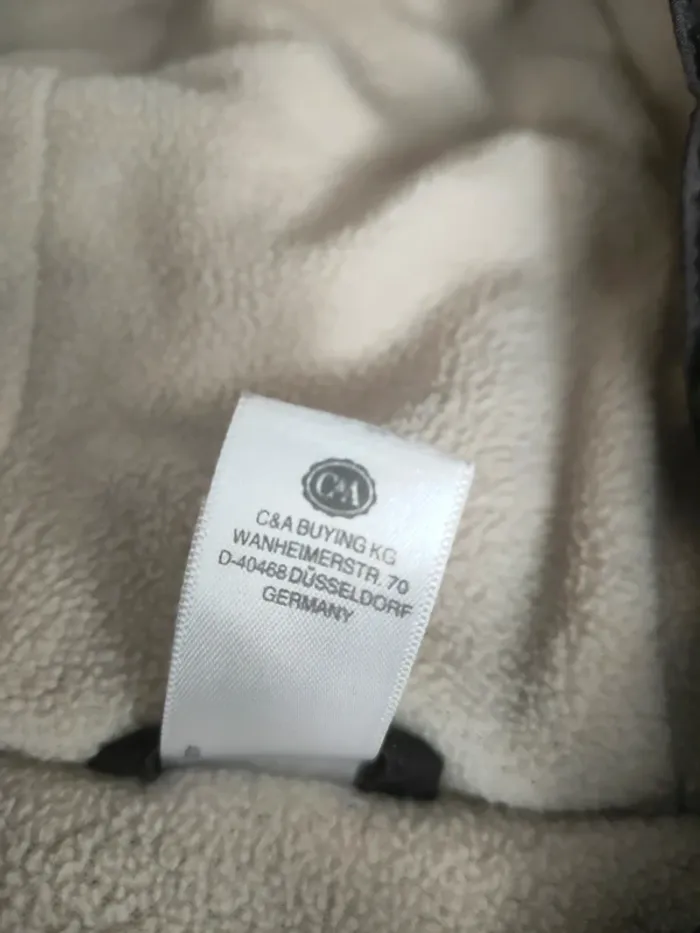 C&A
C&A BUYING KG
WANHEIMERSTR. 70
D-40468 DÜSSELDORF
GERMANY